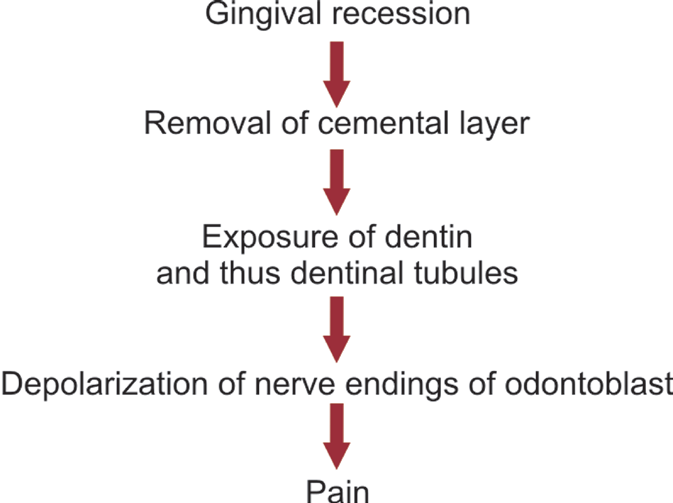 Gingival recession
Removal of cemental layer
Exposure of dentin
and thus dentinal tubules
Depolarization of nerve endings of odontoblast
Pain